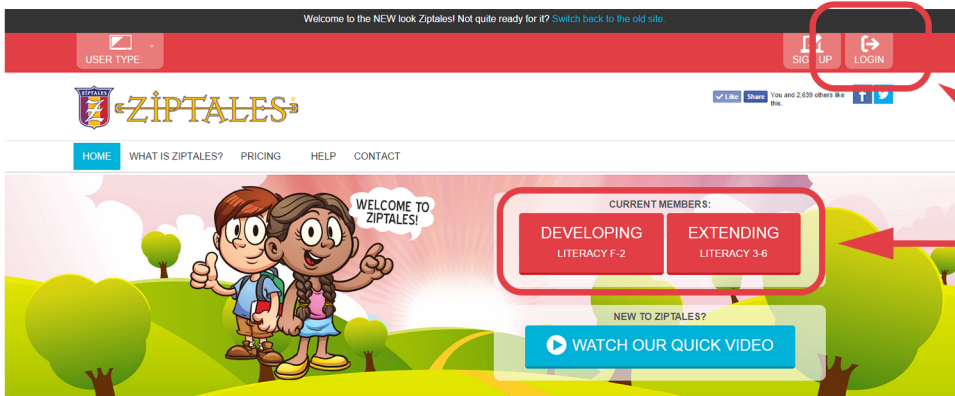 Welcome to the NEW look Ziptales! Not quite ready for it? Switch back to the old site.
USER TYPE:
SIGN UP
LOGIN
ZIPTALES
ZIPTALES
Like Share You and 2,639 others like
this.
HOME WHAT IS ZIPTALES? PRICING HELP CONTACT
WELCOME TO
ZIPTALES!
CURRENT MEMBERS:
DEVELOPING
LITERACY F-2
EXTENDING
LITERACY 3-6
NEW TO ZIPTALES?
WATCH OUR QUICK VIDEO